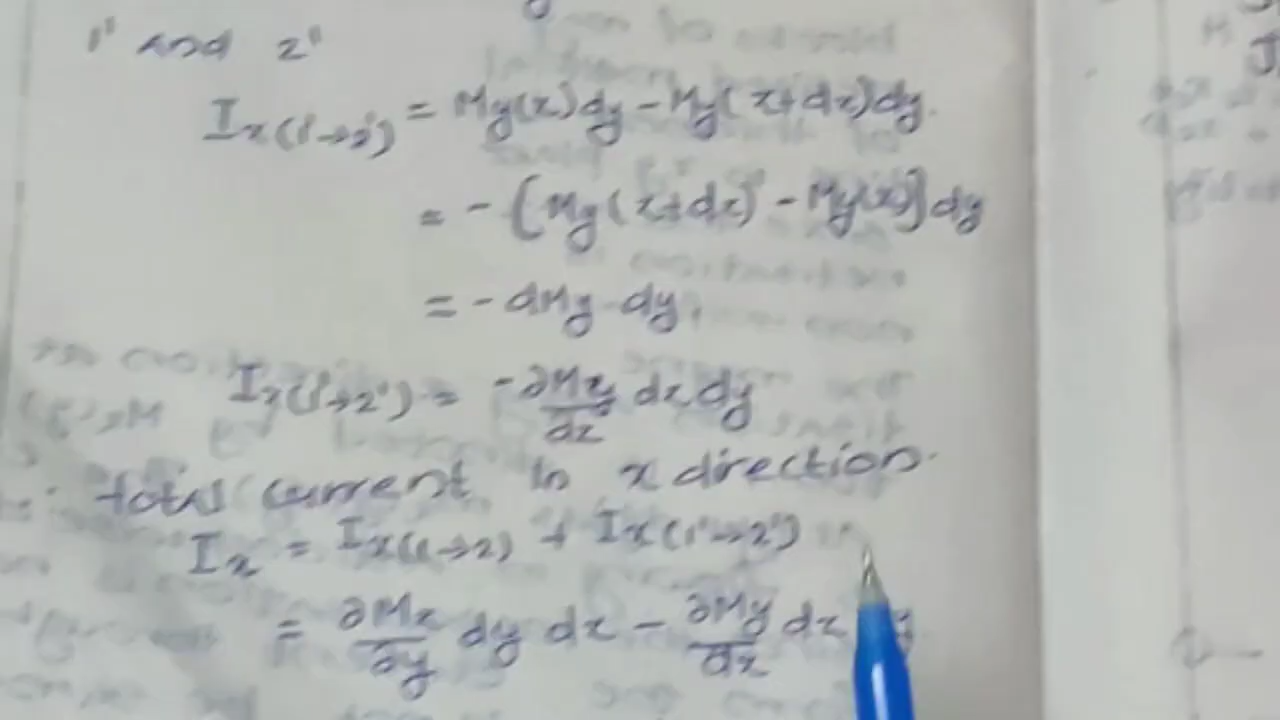 1' and 2'
Ix(1'→2') = My(x)dy - My(x+dx)dy.
= - [My(x+dx) - My(x)]dy
= - dMy dy.
Ix(1'→2') = -∂My/dx dx dy
∴ total current in x direction.
Ix = Ix(1→2) + Ix(1'→2')
= ∂Mx/∂y dy dx - ∂My/dx dx y